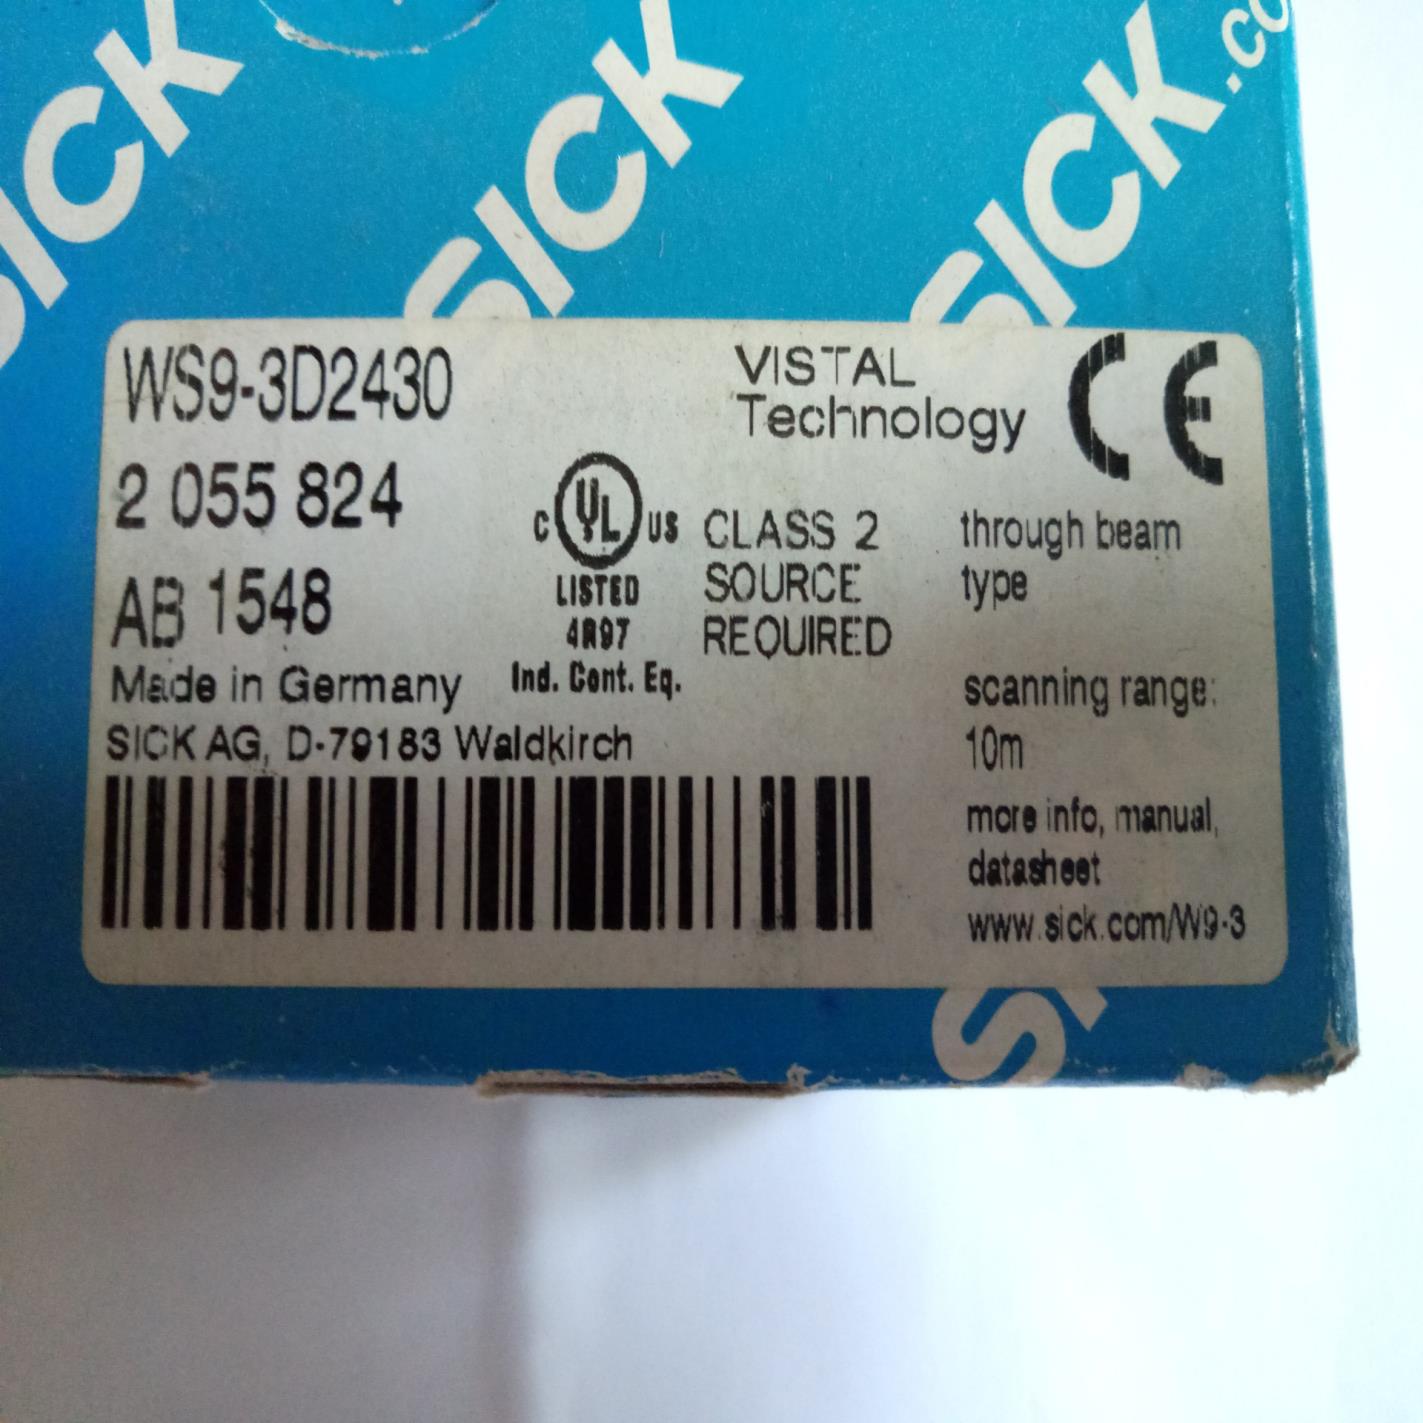 SICK
SICK
SICK.co
WS9-3D2430
VISTAL
Technology
CE
2 055 824
C UL US
LISTED
4R97
Ind. Cont. Eq.
CLASS 2
SOURCE
REQUIRED
through beam
type
AB 1548
Made in Germany
SICK AG, D-79183 Waldkirch
scanning range:
10m
more info, manual,
datasheet
www.sick.com/W9-3
SI